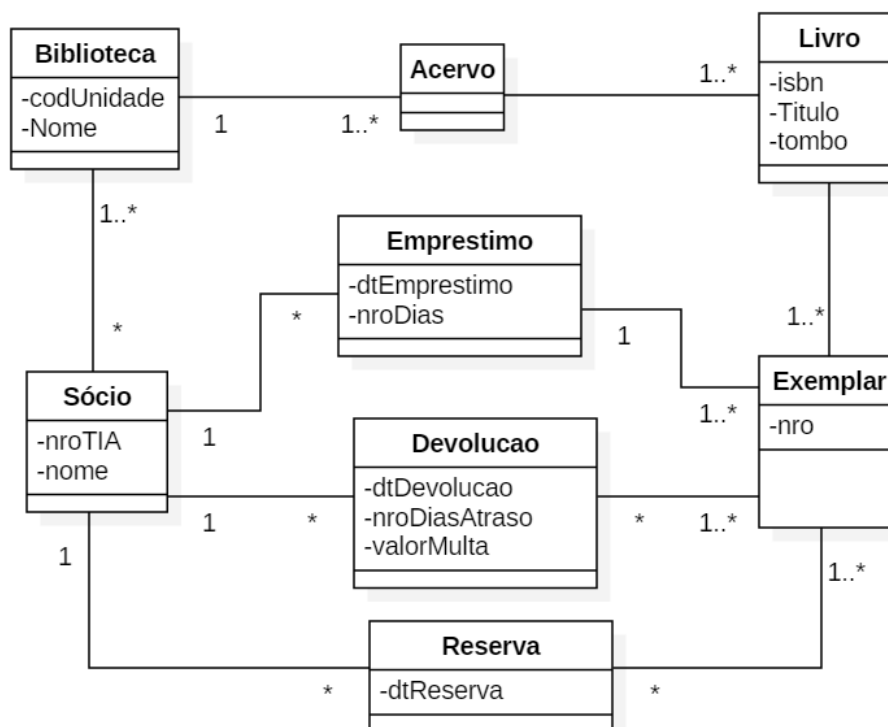 Biblioteca
-codUnidade
-Nome
1
1..*
Acervo
1..*
Livro
-isbn
-Titulo
-tombo
1..*
*
Emprestimo
-dtEmprestimo
-nroDias
*
1
1
1..*
1..*
Sócio
-nroTIA
-nome
Exemplar
-nro
Devolucao
-dtDevolucao
-nroDiasAtraso
-valorMulta
1
*
*
1..*
1
*
Reserva
-dtReserva
*
1..*